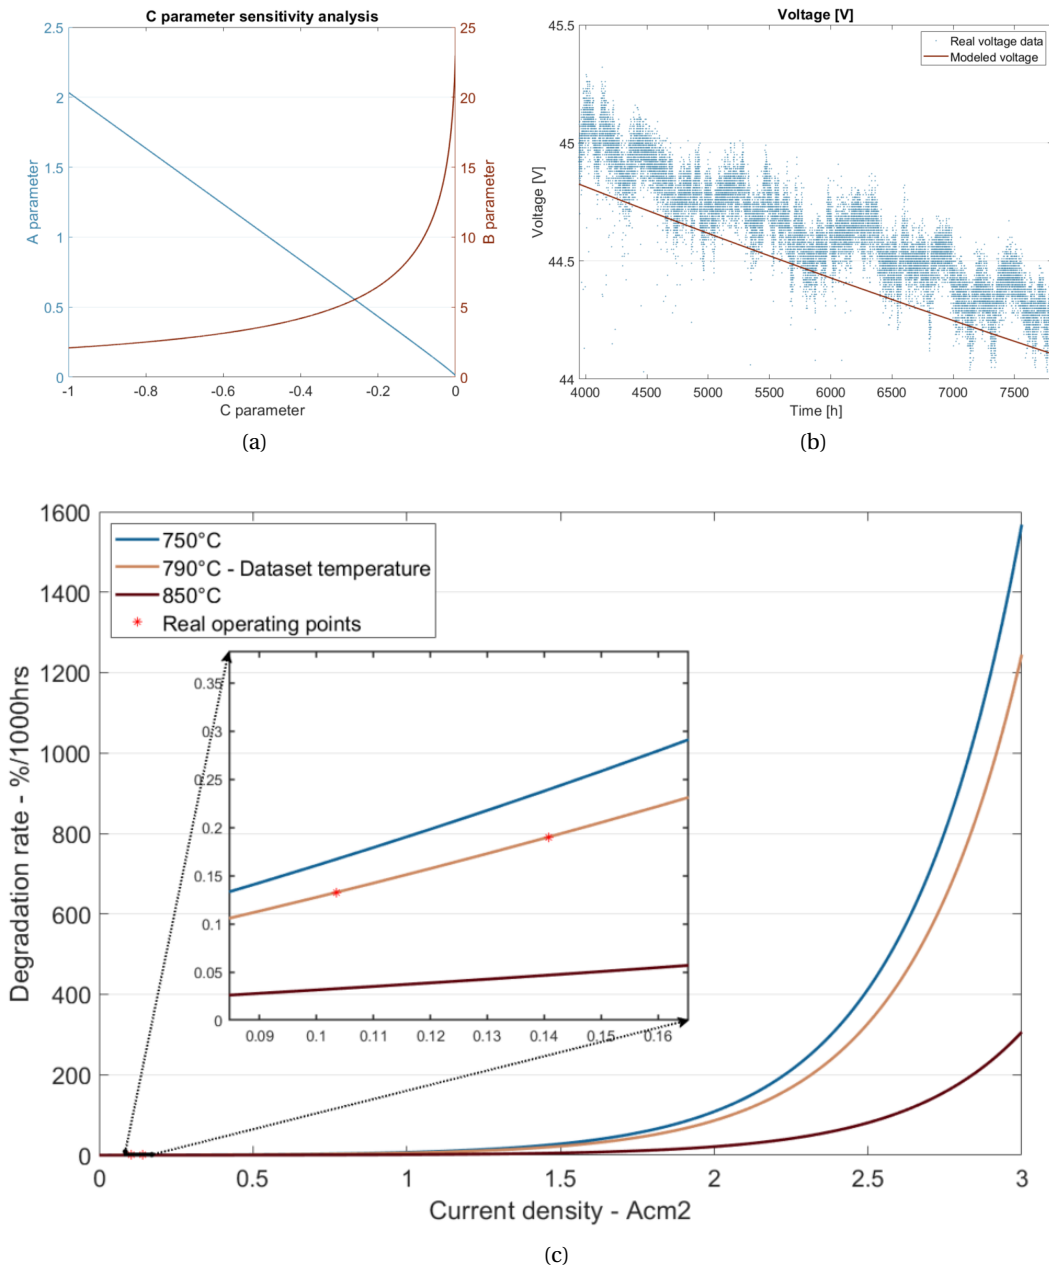 C parameter sensitivity analysis
2.5
2
1.5
1
0.5
0
A parameter
25
20
15
10
5
0
B parameter
-1 -0.8 -0.6 -0.4 -0.2 0
C parameter
(a)
Voltage [V]
Real voltage data
Modeled voltage
45.5
45
44.5
44
Voltage [V]
4000 4500 5000 5500 6000 6500 7000 7500
Time [h]
(b)
1600
1400
1200
1000
800
600
400
200
0
Degradation rate - %/1000hrs
750°C
790°C - Dataset temperature
850°C
Real operating points
0.35
0.3
0.25
0.2
0.15
0.1
0.05
0
0.09 0.1 0.11 0.12 0.13 0.14 0.15 0.16
0 0.5 1 1.5 2 2.5 3
Current density - Acm2
(c)